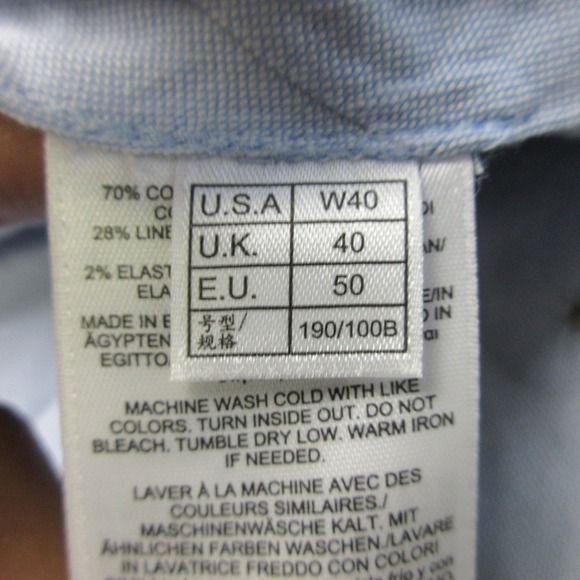 U.S.A W40
U.K. 40
E.U. 50
号型/规格 190/100B
70% CO
28% LINE
2% ELAST
ELA
MADE IN E
ÄGYPTEN
EGITTO
MACHINE WASH COLD WITH LIKE
COLORS. TURN INSIDE OUT. DO NOT
BLEACH. TUMBLE DRY LOW. WARM IRON
IF NEEDED.
LAVER À LA MACHINE AVEC DES
COULEURS SIMILAIRES./
MASCHINENWÄSCHE KALT. MIT
ÄHNLICHEN FARBEN WASCHEN./LAVARE
IN LAVATRICE FREDDO CON COLORI